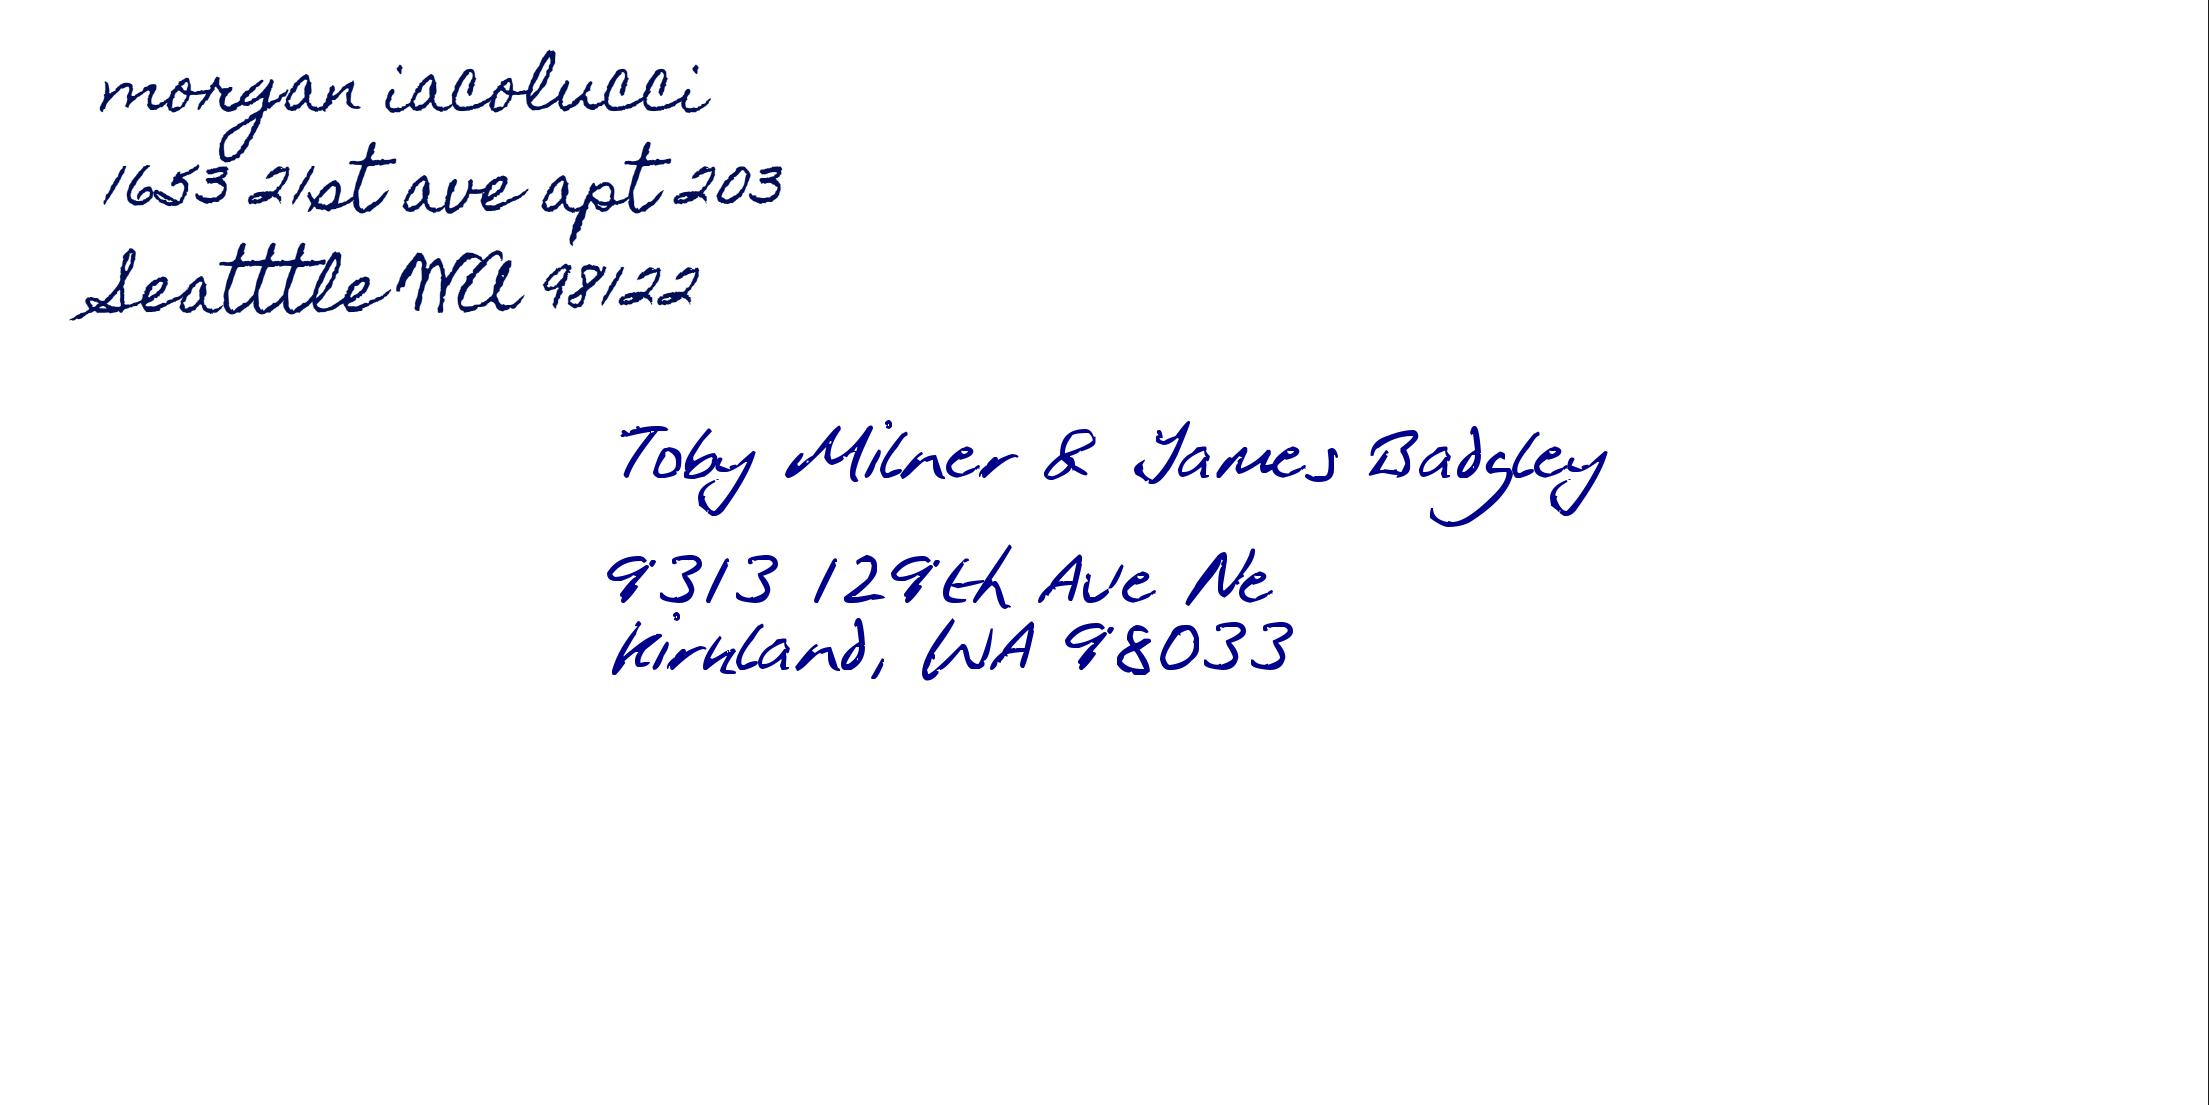 morgan iacolucci
1653 21st ave apt 203
Seatttle WA 98122
Toby Milner & James Badgley
9313 129th Ave Ne
Kirkland, WA 98033